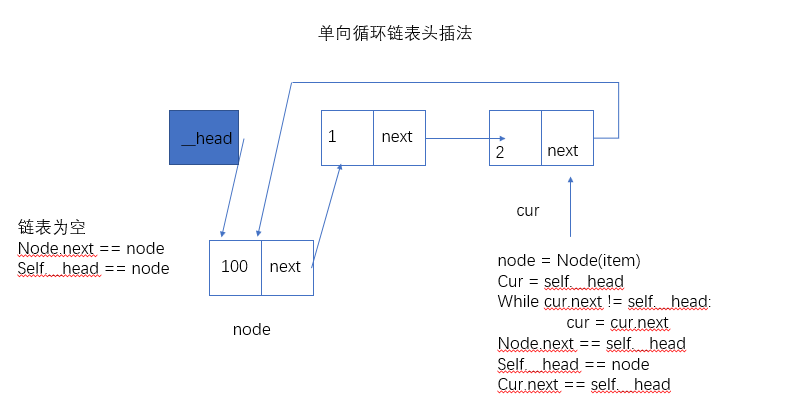 单向循环链表头插法
__head
1
next
2
next
链表为空
Node.next == node
Self.__head == node
100
next
node
cur
node = Node(item)
Cur = self.__head
While cur.next != self.__head:
cur = cur.next
Node.next == self.__head
Self.__head == node
Cur.next == self.__head